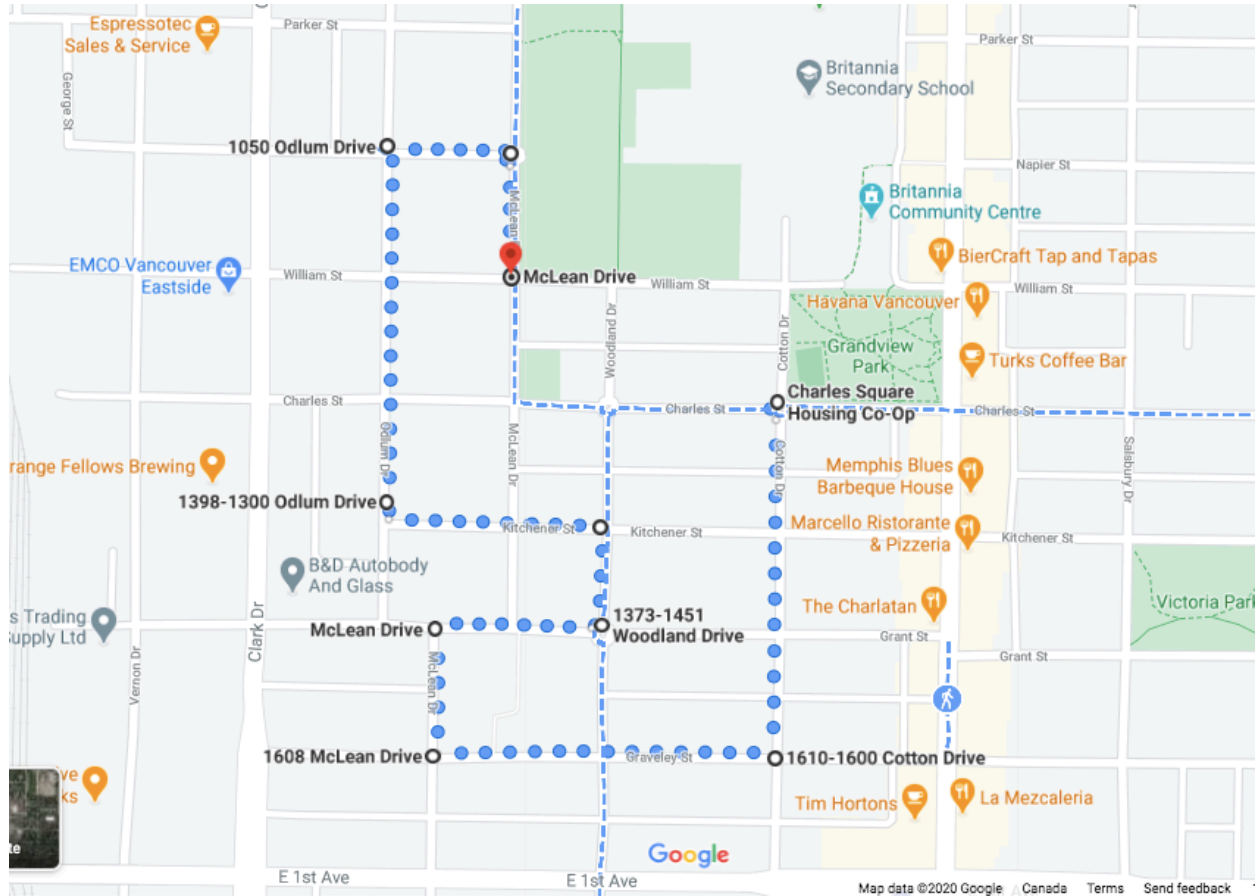 Espressotec
Sales & Service
Parker St
Parker St
George St
Britannia
Secondary School
1050 Odlum Drive
McLean
Napier St
Britannia
Community Centre
EMCO Vancouver
Eastside
BierCraft Tap and Tapas
William St
McLean Drive
William St
William St
Havana Vancouver
Woodland Dr
Cotton Dr
Grandview
Park
Turks Coffee Bar
Charles Square
Housing Co-Op
Charles St
Charles St
Charles St
Odlum Dr
McLean Dr
Cotton Dr
Salsbury Dr
range Fellows Brewing
Memphis Blues
Barbeque House
1398-1300 Odlum Drive
Kitchener St
Kitchener St
Marcello Ristorante
& Pizzeria
Kitchener St
B&D Autobody
And Glass
The Charlatan
Victoria Park
s Trading
Supply Ltd
Clark Dr
McLean Drive
1373-1451
Woodland Drive
Grant St
Grant St
Vernon Dr
McLean Dr
1608 McLean Drive
Graveley St
1610-1600 Cotton Drive
ve
ks
Tim Hortons
La Mezcaleria
te
Google
E 1st Ave
E 1st Ave
Map data ©2020 Google
Canada
Terms
Send feedback